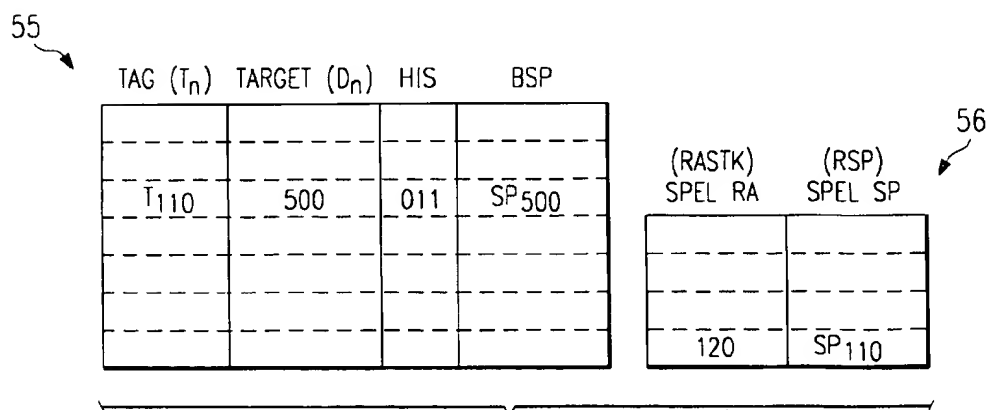 55
TAG (Tn) TARGET (Dn) HIS BSP
56
(RASTK) (RSP)
SPEL RA SPEL SP
T110 500 011 SP500
120 SP110